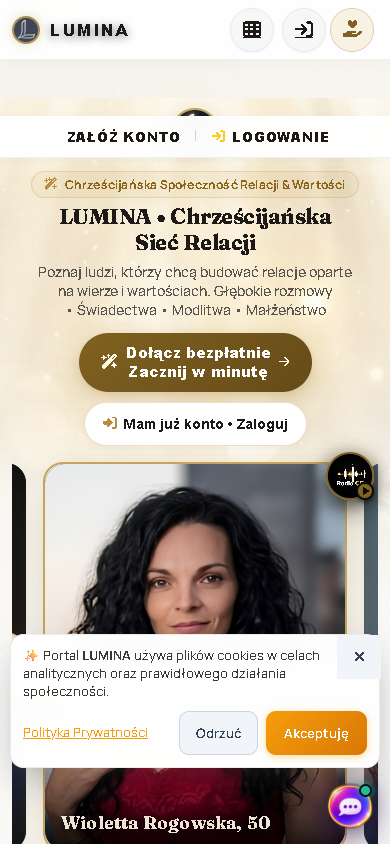 LUMINA
ZAŁÓŻ KONTO
LOGOWANIE
Chrześcijańska Społeczność Relacji & Wartości
LUMINA • Chrześcijańska
Sieć Relacji
Poznaj ludzi, którzy chcą budować relacje oparte
na wierze i wartościach. Głębokie rozmowy
• Świadectwa • Modlitwa • Małżeństwo
Dołącz bezpłatnie
Zacznij w minutę
Mam już konto • Zaloguj
✨ Portal LUMINA używa plików cookies w celach
analitycznych oraz prawidłowego działania
społeczności.
Polityka Prywatności
Odrzuć
Akceptuję
Wioletta Rogowska, 50